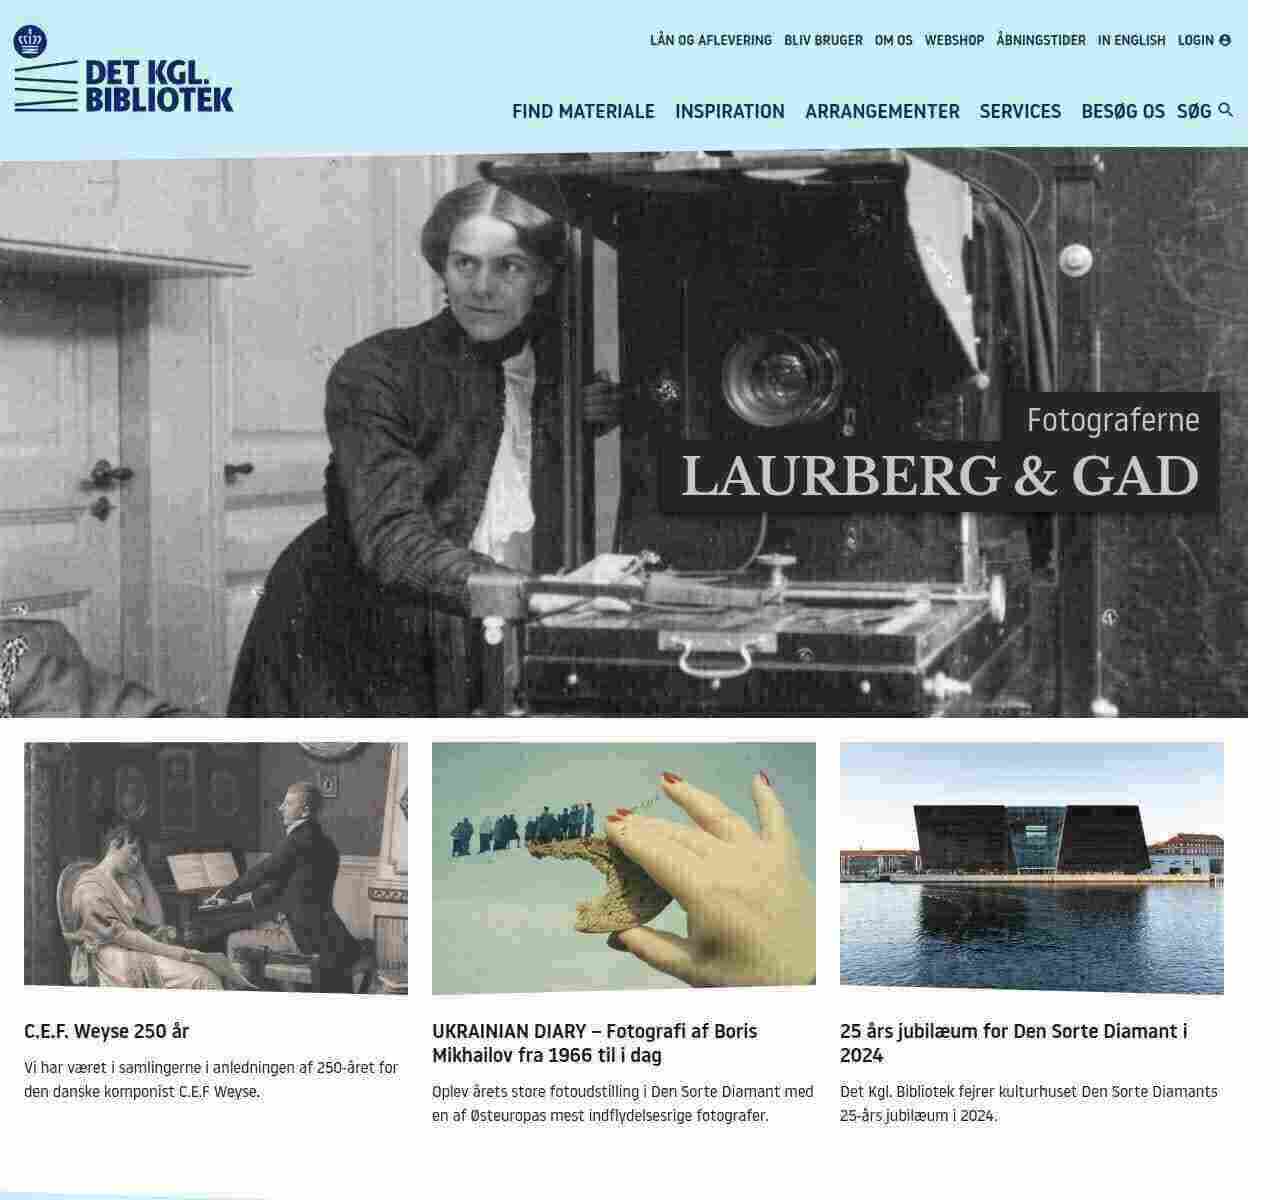 DET KGL.
BIBLIOTEK
LÅN OG AFLEVERING BLIV BRUGER OM OS WEBSHOP ÅBNINGSTIDER IN ENGLISH LOGIN
FIND MATERIALE INSPIRATION ARRANGEMENTER SERVICES BESØG OS SØG
Fotograferne
LAURBERG & GAD
C.E.F. Weyse 250 år
Vi har været i samlingerne i anledningen af 250-året for
den danske komponist C.E.F Weyse.
UKRAINIAN DIARY – Fotografi af Boris
Mikhailov fra 1966 til i dag
Oplev årets store fotoudstilling i Den Sorte Diamant med
en af Østeuropas mest indflydelsesrige fotografer.
25 års jubilæum for Den Sorte Diamant i
2024
Det Kgl. Bibliotek fejrer kulturhuset Den Sorte Diamants
25-års jubilæum i 2024.